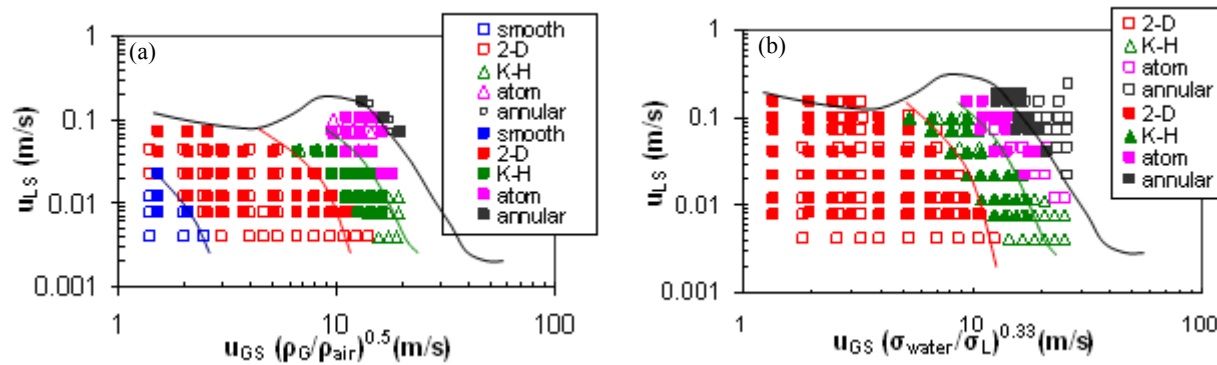 (a)
1
0.1
0.01
0.001
u_LS (m/s)
1
10
100
u_GS (ρ_G/ρ_air)^0.5 (m/s)
smooth
2-D
K-H
atom
annular
smooth
2-D
K-H
atom
annular
(b)
1
0.1
0.01
0.001
u_LS (m/s)
1
10
100
u_GS (σ_water/σ_L)^0.33 (m/s)
2-D
K-H
atom
annular
2-D
K-H
atom
annular